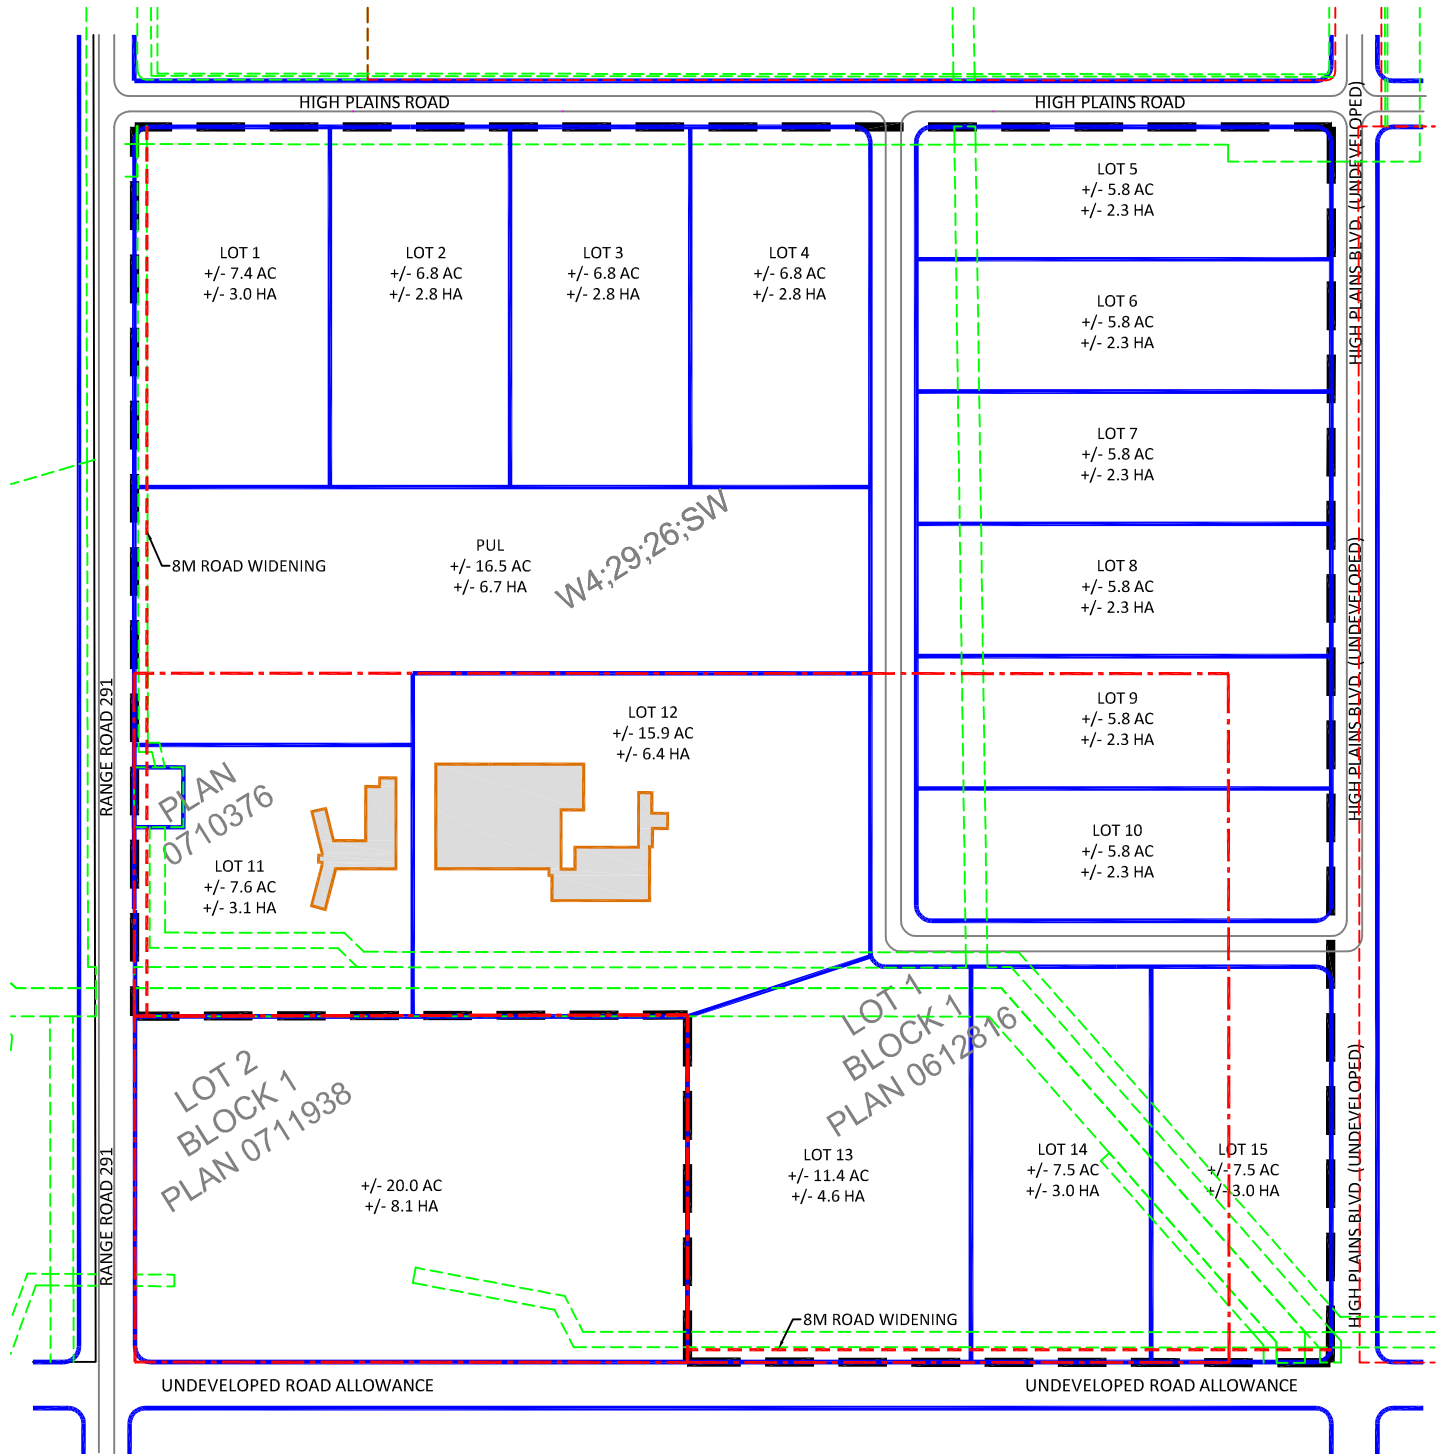 HIGH PLAINS ROAD
HIGH PLAINS ROAD
LOT 1
+/- 7.4 AC
+/- 3.0 HA
LOT 2
+/- 6.8 AC
+/- 2.8 HA
LOT 3
+/- 6.8 AC
+/- 2.8 HA
LOT 4
+/- 6.8 AC
+/- 2.8 HA
LOT 5
+/- 5.8 AC
+/- 2.3 HA
HIGH PLAINS BLVD. (UNDEVELOPED)
LOT 6
+/- 5.8 AC
+/- 2.3 HA
LOT 7
+/- 5.8 AC
+/- 2.3 HA
W4;29;26;SW
PUL
+/- 16.5 AC
+/- 6.7 HA
8M ROAD WIDENING
LOT 8
+/- 5.8 AC
+/- 2.3 HA
HIGH PLAINS BLVD. (UNDEVELOPED)
RANGE ROAD 291
LOT 12
+/- 15.9 AC
+/- 6.4 HA
LOT 9
+/- 5.8 AC
+/- 2.3 HA
PLAN
0710376
LOT 11
+/- 7.6 AC
+/- 3.1 HA
LOT 10
+/- 5.8 AC
+/- 2.3 HA
LOT 1
BLOCK 1
PLAN 0612816
LOT 2
BLOCK 1
PLAN 0711938
RANGE ROAD 291
+/- 20.0 AC
+/- 8.1 HA
LOT 13
+/- 11.4 AC
+/- 4.6 HA
LOT 14
+/- 7.5 AC
+/- 3.0 HA
LOT 15
+/- 7.5 AC
+/- 3.0 HA
HIGH PLAINS BLVD. (UNDEVELOPED)
8M ROAD WIDENING
UNDEVELOPED ROAD ALLOWANCE
UNDEVELOPED ROAD ALLOWANCE